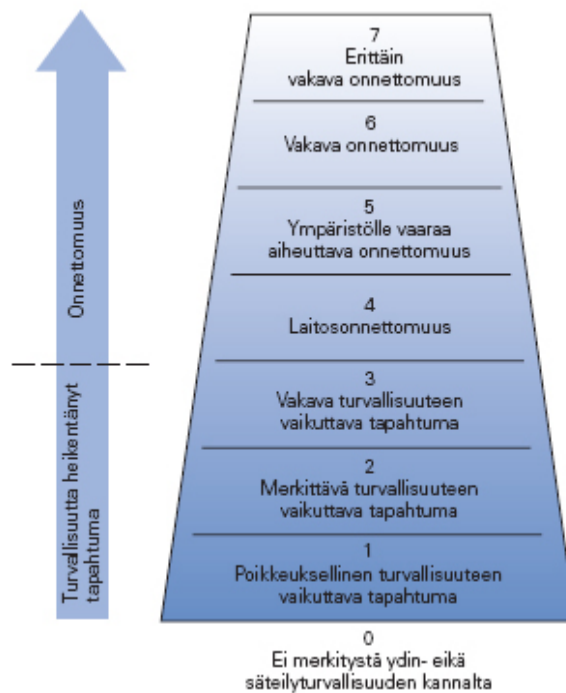 Onnettomuus
Turvallisuutta heikentänyt
tapahtuma
7
Erittäin
vakava onnettomuus
6
Vakava onnettomuus
5
Ympäristölle vaaraa
aiheuttava onnettomuus
4
Laitosonnettomuus
3
Vakava turvallisuuteen
vaikuttava tapahtuma
2
Merkittävä turvallisuuteen
vaikuttava tapahtuma
1
Poikkeuksellinen turvallisuuteen
vaikuttava tapahtuma
0
Ei merkitystä ydin- eikä
säteilyturvallisuuden kannalta